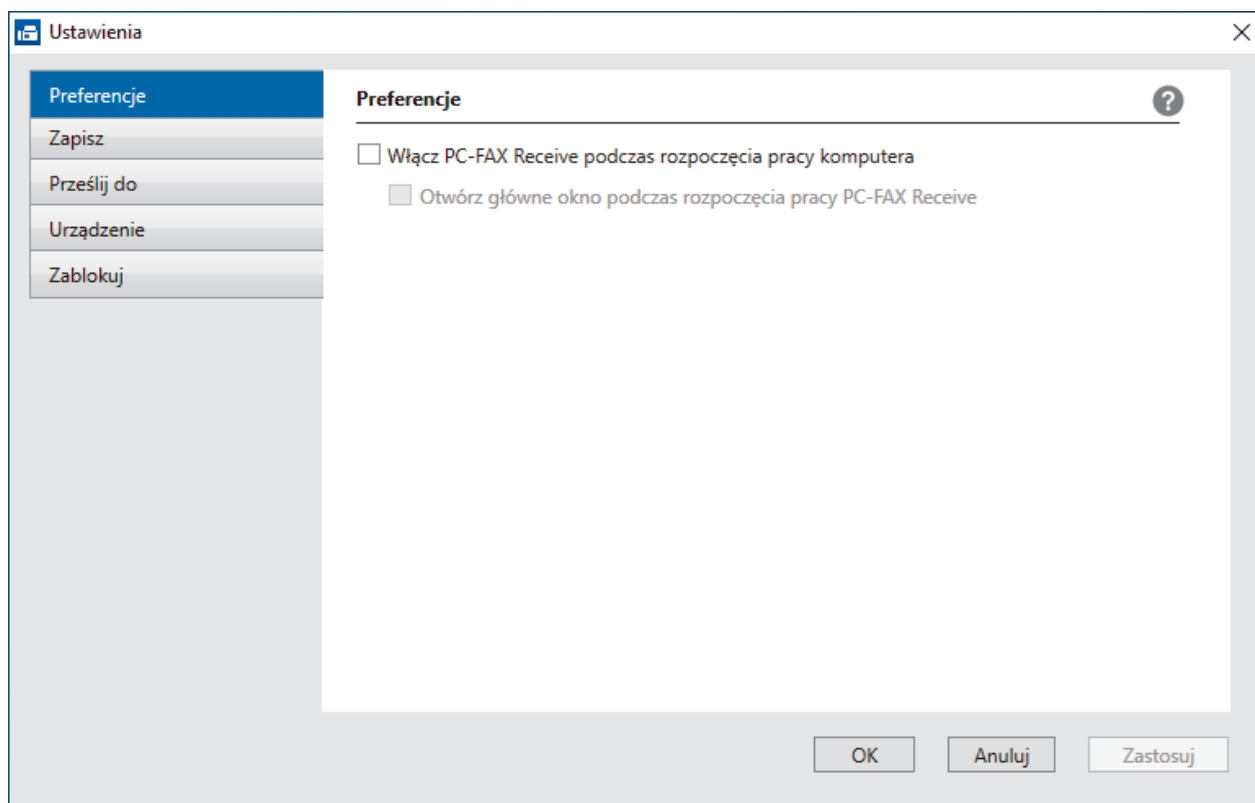 Ustawienia
Preferencje
Zapisz
Prześlij do
Urządzenie
Zablokuj
Preferencje
?
Włącz PC-FAX Receive podczas rozpoczęcia pracy komputera
Otwórz główne okno podczas rozpoczęcia pracy PC-FAX Receive
OK
Anuluj
Zastosuj